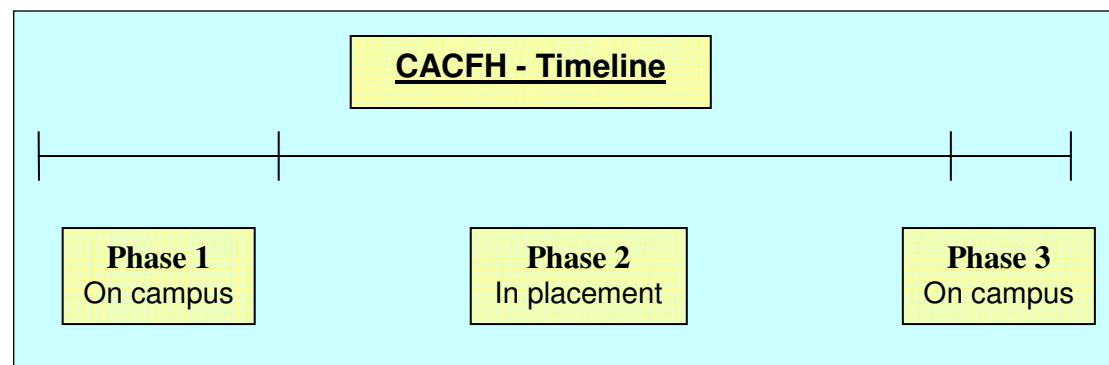 CACFH - Timeline
Phase 1
On campus
Phase 2
In placement
Phase 3
On campus